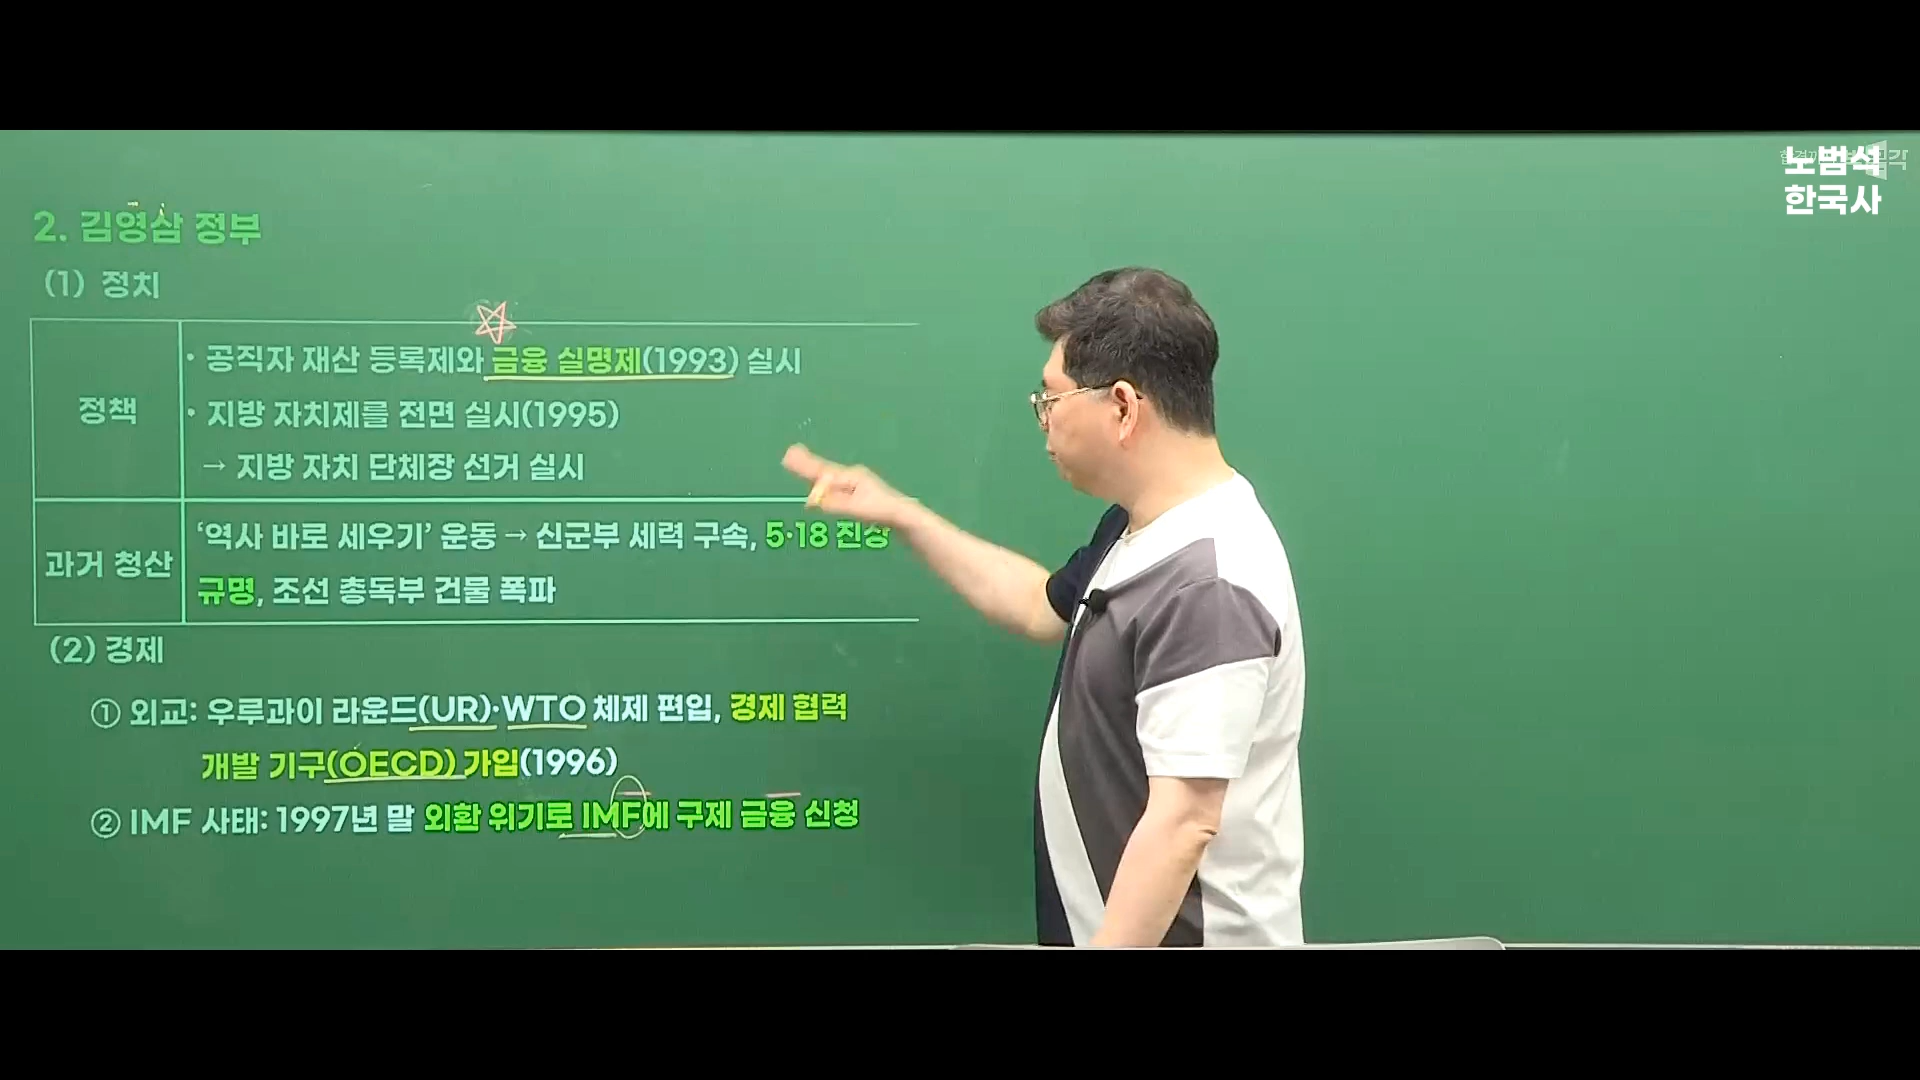 노범석
한국사
2. 김영삼 정부
(1) 정치
정책
• 공직자 재산 등록제와 금융 실명제(1993) 실시
• 지방 자치제를 전면 실시(1995)
→ 지방 자치 단체장 선거 실시
과거 청산
‘역사 바로 세우기’ 운동 → 신군부 세력 구속, 5·18 진상
규명, 조선 총독부 건물 폭파
(2) 경제
① 외교: 우루과이 라운드(UR)·WTO 체제 편입, 경제 협력
개발 기구(OECD) 가입(1996)
② IMF 사태: 1997년 말 외환 위기로 IMF에 구제 금융 신청